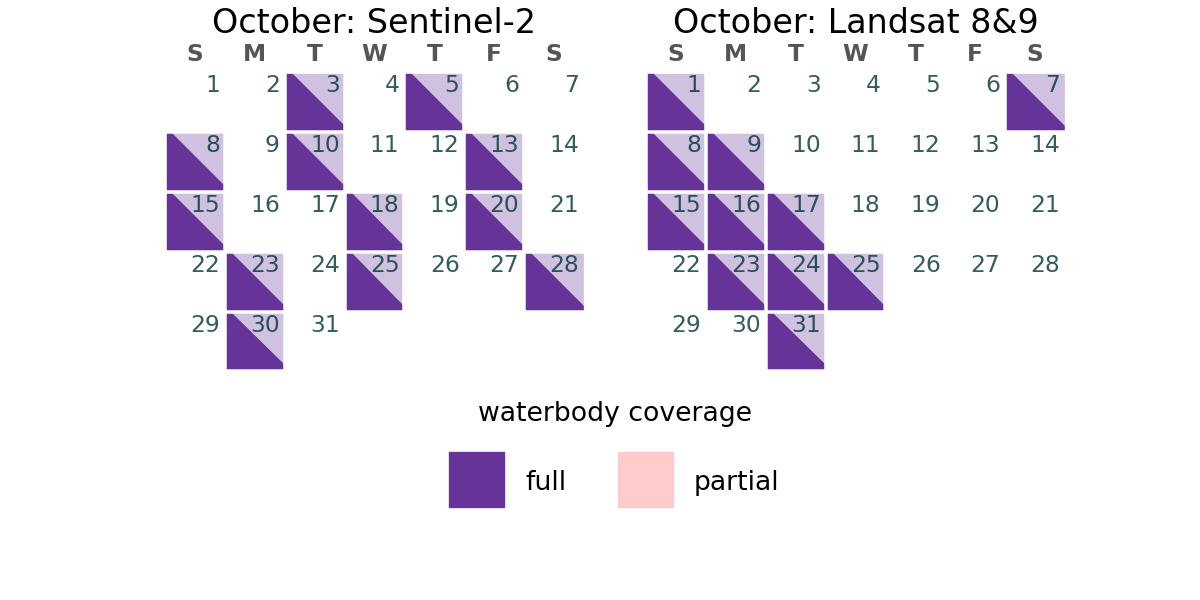 October: Sentinel-2
S M T W T F S
1 2 3 4 5 6 7
8 9 10 11 12 13 14
15 16 17 18 19 20 21
22 23 24 25 26 27 28
29 30 31
October: Landsat 8&9
S M T W T F S
1 2 3 4 5 6 7
8 9 10 11 12 13 14
15 16 17 18 19 20 21
22 23 24 25 26 27 28
29 30 31
waterbody coverage
full partial